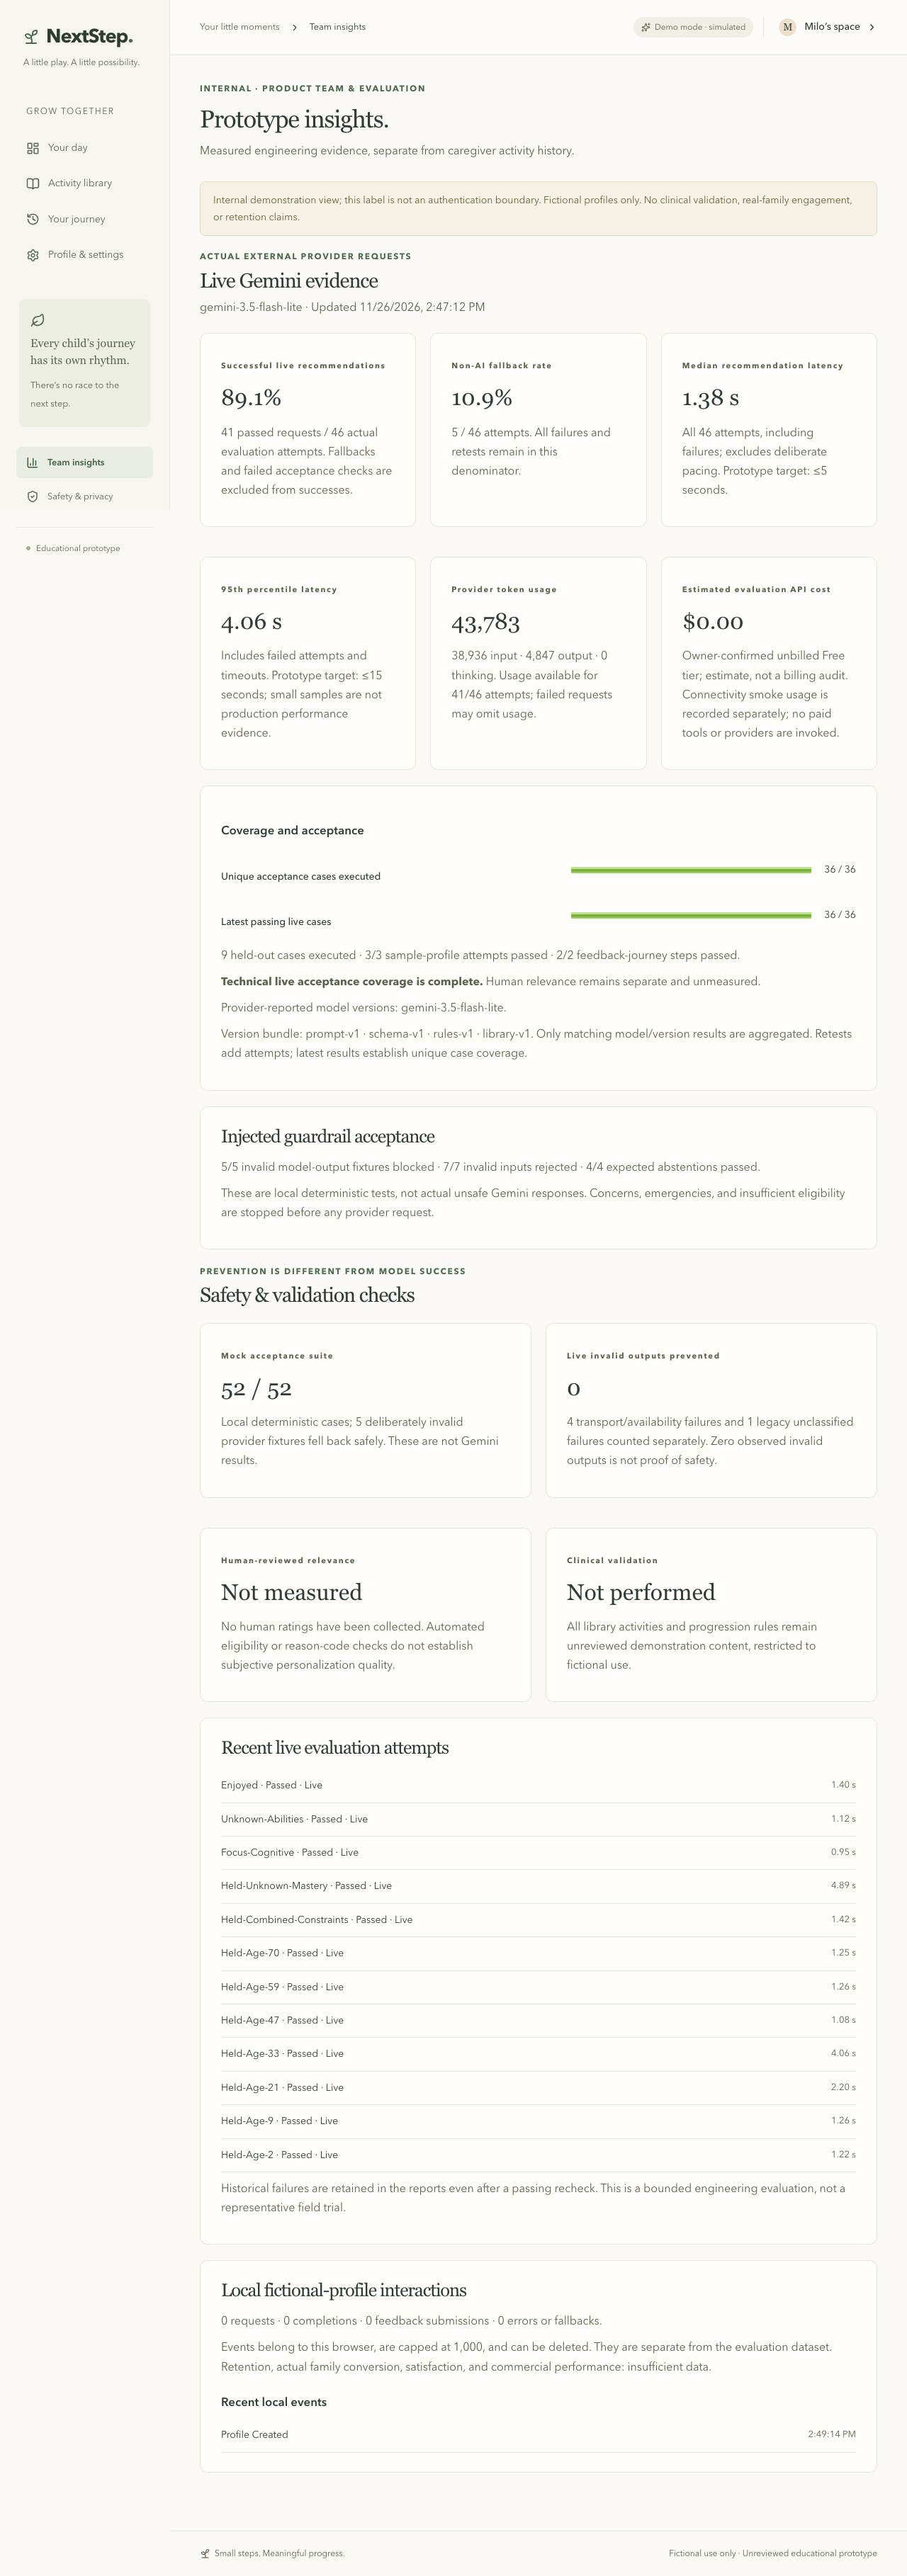 NextStep.
A little play. A little possibility.
GROW TOGETHER
Your day
Activity library
Your journey
Profile & settings
Every child's journey
has its own rhythm.
There's no race to the
next step.
Team insights
Safety & privacy
Educational prototype
Your little moments
Team insights
Demo mode · simulated
M
Milo's space
INTERNAL · PRODUCT TEAM & EVALUATION
Prototype insights.
Measured engineering evidence, separate from caregiver activity history.
Internal demonstration view; this label is not an authentication boundary. Fictional profiles only. No clinical validation, real-family engagement,
or retention claims.
ACTUAL EXTERNAL PROVIDER REQUESTS
Live Gemini evidence
gemini-3.5-flash-lite · Updated 11/26/2026, 2:47:12 PM
Successful live recommendations
89.1%
41 passed requests / 46 actual
evaluation attempts. Fallbacks
and failed acceptance checks are
excluded from successes.
Non-AI fallback rate
10.9%
5 / 46 attempts. All failures and
retests remain in this
denominator.
Median recommendation latency
1.38 s
All 46 attempts, including
failures; excludes deliberate
pacing. Prototype target: ≤5
seconds.
95th percentile latency
4.06 s
Includes failed attempts and
timeouts. Prototype target: ≤15
seconds; small samples are not
production performance
evidence.
Provider token usage
43,783
38,936 input · 4,847 output · 0
thinking. Usage available for
41/46 attempts; failed requests
may omit usage.
Estimated evaluation API cost
$0.00
Owner-confirmed unbilled Free
tier; estimate, not a billing audit.
Connectivity smoke usage is
recorded separately; no paid
tools or providers are invoked.
Coverage and acceptance
Unique acceptance cases executed
36 / 36
Latest passing live cases
36 / 36
9 held-out cases executed · 3/3 sample-profile attempts passed · 2/2 feedback-journey steps passed.
Technical live acceptance coverage is complete. Human relevance remains separate and unmeasured.
Provider-reported model versions: gemini-3.5-flash-lite.
Version bundle: prompt-v1 · schema-v1 · rules-v1 · library-v1. Only matching model/version results are aggregated. Retests
add attempts; latest results establish unique case coverage.
Injected guardrail acceptance
5/5 invalid model-output fixtures blocked · 7/7 invalid inputs rejected · 4/4 expected abstentions passed.
These are local deterministic tests, not actual unsafe Gemini responses. Concerns, emergencies, and insufficient eligibility
are stopped before any provider request.
PREVENTION IS DIFFERENT FROM MODEL SUCCESS
Safety & validation checks
Mock acceptance suite
52 / 52
Local deterministic cases; 5 deliberately invalid
provider fixtures fell back safely. These are not Gemini
results.
Live invalid outputs prevented
0
4 transport/availability failures and 1 legacy unclassified
failures counted separately. Zero observed invalid
outputs is not proof of safety.
Human-reviewed relevance
Not measured
No human ratings have been collected. Automated
eligibility or reason-code checks do not establish
subjective personalization quality.
Clinical validation
Not performed
All library activities and progression rules remain
unreviewed demonstration content, restricted to
fictional use.
Recent live evaluation attempts
Enjoyed · Passed · Live
1.40 s
Unknown-Abilities · Passed · Live
1.12 s
Focus-Cognitive · Passed · Live
0.95 s
Held-Unknown-Mastery · Passed · Live
4.89 s
Held-Combined-Constraints · Passed · Live
1.42 s
Held-Age-70 · Passed · Live
1.25 s
Held-Age-59 · Passed · Live
1.26 s
Held-Age-47 · Passed · Live
1.08 s
Held-Age-33 · Passed · Live
4.06 s
Held-Age-21 · Passed · Live
2.20 s
Held-Age-9 · Passed · Live
1.26 s
Held-Age-2 · Passed · Live
1.22 s
Historical failures are retained in the reports even after a passing recheck. This is a bounded engineering evaluation, not a
representative field trial.
Local fictional-profile interactions
0 requests · 0 completions · 0 feedback submissions · 0 errors or fallbacks.
Events belong to this browser, are capped at 1,000, and can be deleted. They are separate from the evaluation dataset.
Retention, actual family conversion, satisfaction, and commercial performance: insufficient data.
Recent local events
Profile Created
2:49:14 PM
Small steps. Meaningful progress.
Fictional use only · Unreviewed educational prototype